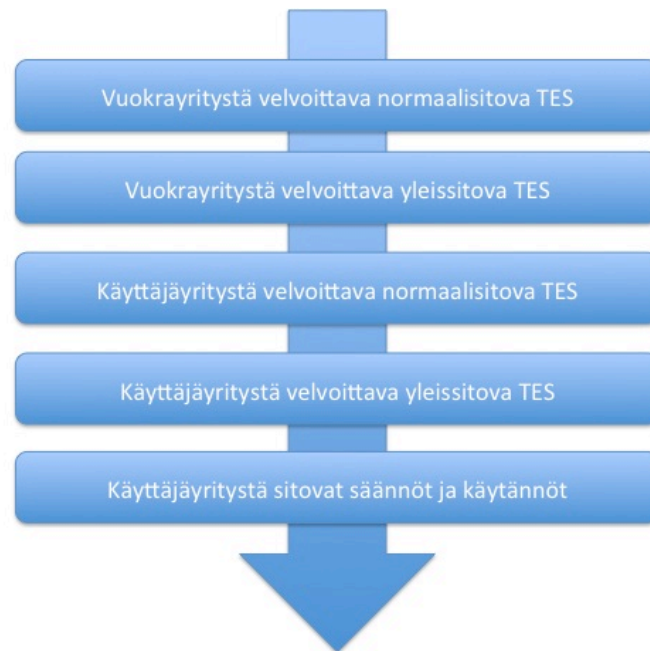 Vuokrayritystä velvoittava normaalisitova TES
Vuokrayritystä velvoittava yleissitova TES
Käyttäjäyritystä velvoittava normaalisitova TES
Käyttäjäyritystä velvoittava yleissitova TES
Käyttäjäyritystä sitovat säännöt ja käytännöt